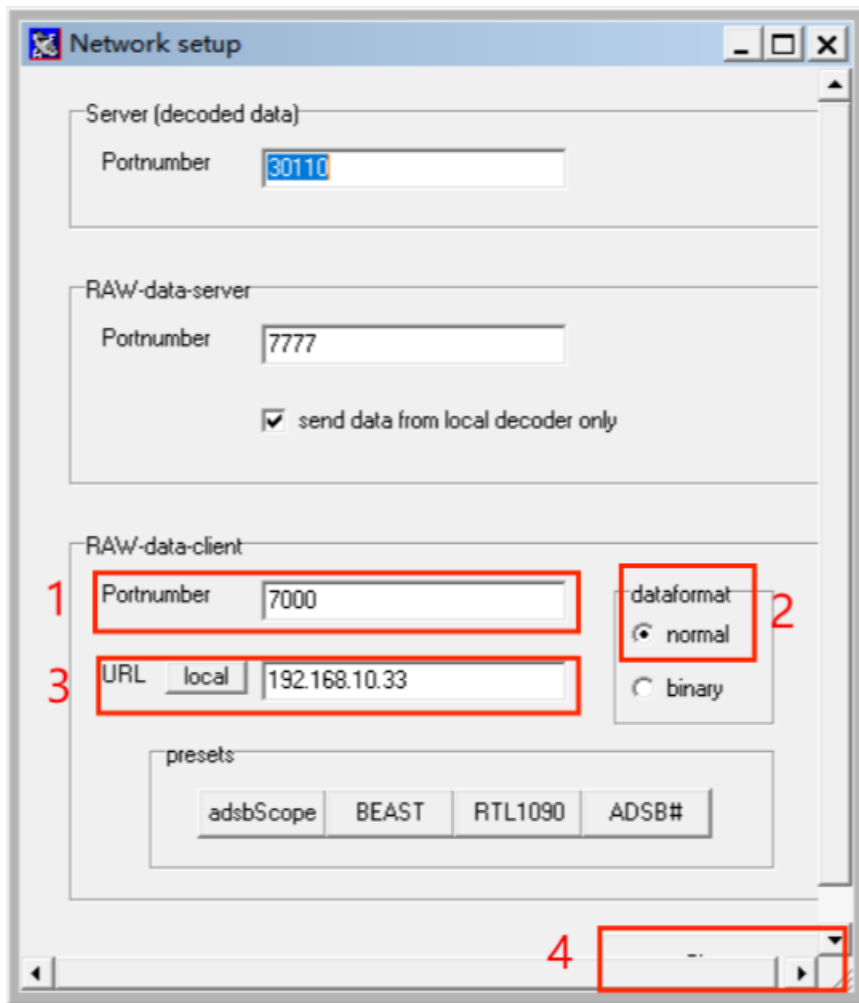 Network setup
Server (decoded data)
Portnumber 30110
RAW-data-server
Portnumber 7777
send data from local decoder only
RAW-data-client
1 Portnumber 7000 dataformat 2
normal
3 URL local 192.168.10.33
binary
presets
adsbScope BEAST RTL1090 ADSB#
4